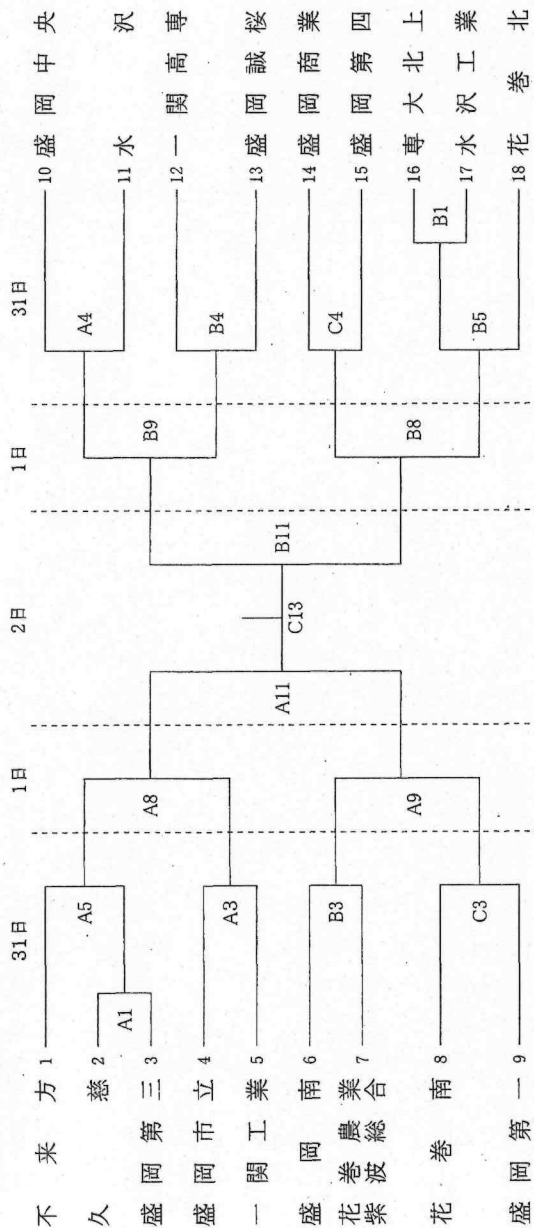 31日
1日
2日
1日
31日
不来方 1
久慈 2
盛岡第三 3
盛岡市立 4
一関工業 5
盛岡南 6
花巻農業
紫波総合 7
花巻南 8
盛岡第一 9
A1
A5
A3
B3
C3
A8
A9
A11
C13
B11
B9
B8
A4
B4
C4
B5
B1
10 盛岡中央
11 水沢
12 一関高専
13 盛岡誠桜
14 盛岡商業
15 盛岡第四
16 専大北上
17 水沢工業
18 花巻北